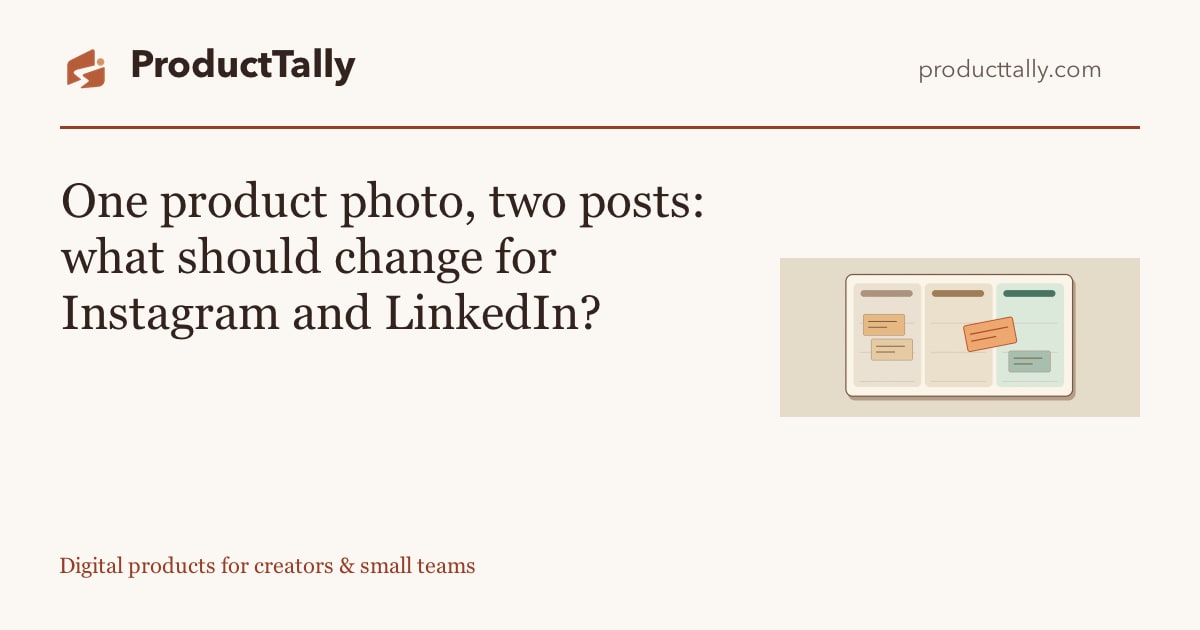 ProductTally
producttally.com
One product photo, two posts:
what should change for
Instagram and LinkedIn?
Digital products for creators & small teams